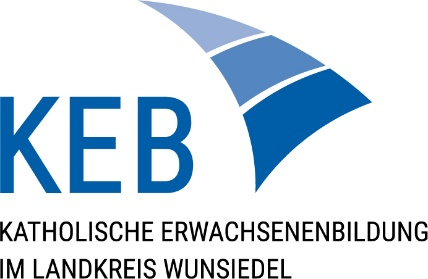 KEB
KATHOLISCHE ERWACHSENENBILDUNG
IM LANDKREIS WUNSIEDEL